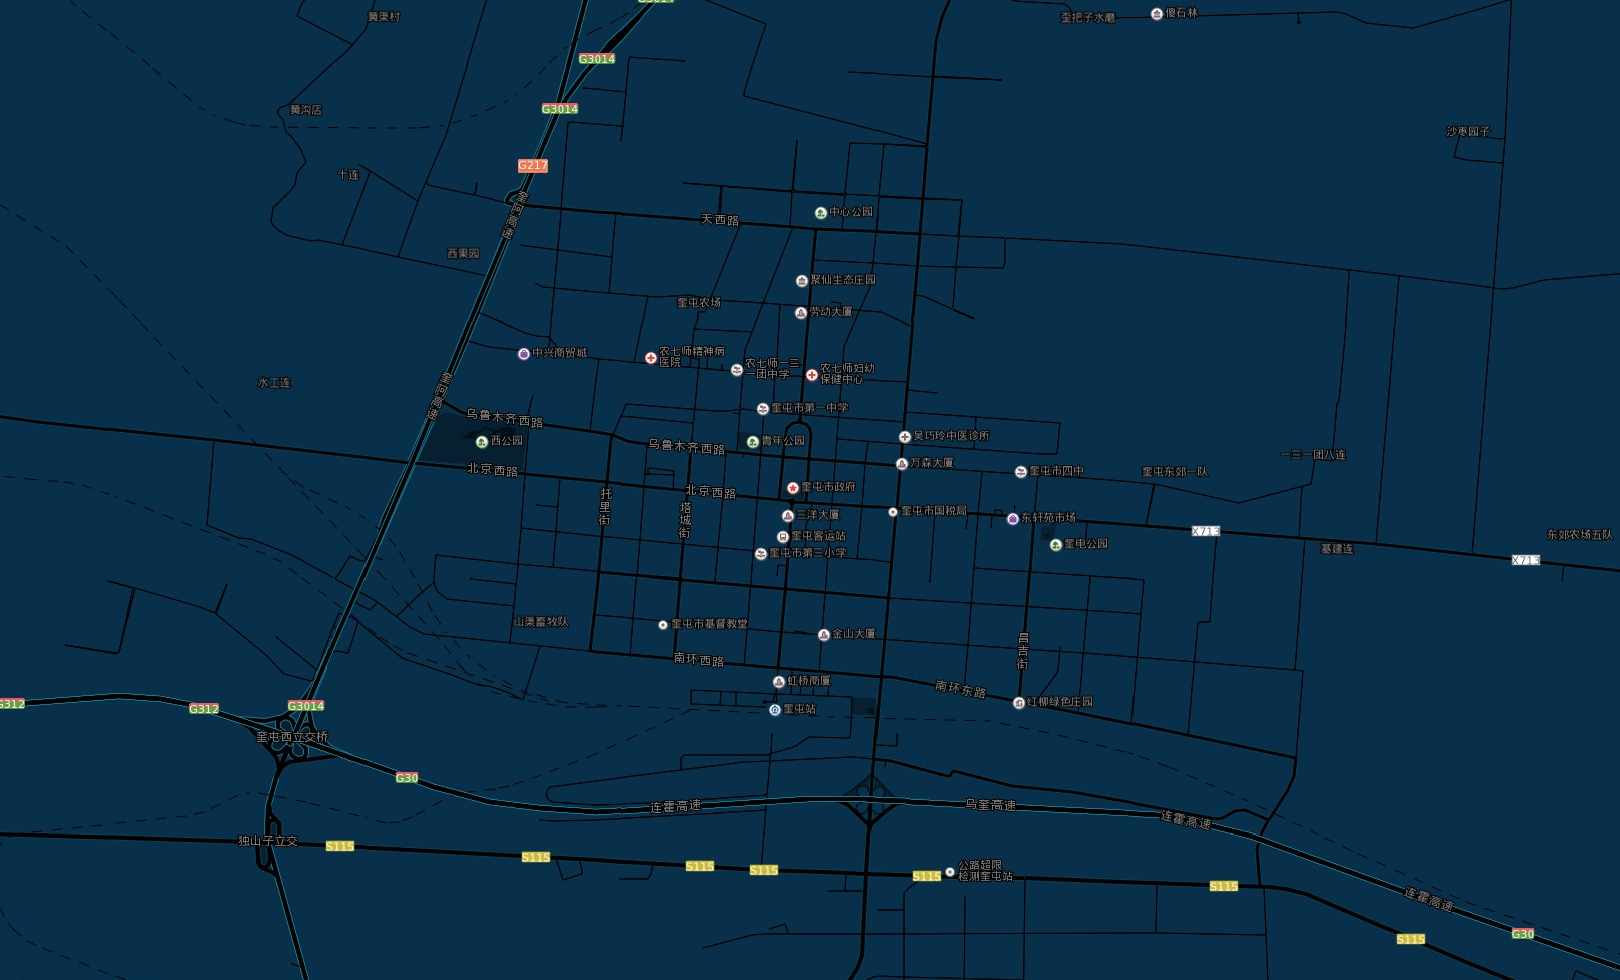 G3014
黄渠村
歪把子水磨
傻石林
G3014
G3014
黄沟店
沙枣园子
G217
十连
奎阿高速
中心公园
天西路
西果园
聚仙生态庄园
奎屯农场
劳动大厦
中兴商贸城
农七师精神病
医院
农七师一三
一团中学
农七师妇幼
保健中心
水工连
奎阿高速
奎屯市第一中学
乌鲁木齐西路
西公园
乌鲁木齐西路
青年公园
吴巧玲中医诊所
一三一团八连
北京西路
万森大厦
奎屯市四中
奎屯东郊一队
北京西路
奎屯市政府
托里街
塔城街
三洋大厦
奎屯市国税局
东轩苑市场
X713
东郊农场五队
奎屯客运站
奎屯市第三小学
奎屯公园
基建连
X713
山渠畜牧队
奎屯市基督教堂
金山大厦
昌吉街
南环西路
虹桥商厦
南环东路
红柳绿色庄园
G312
G312
G3014
奎屯站
奎屯西立交桥
G30
连霍高速
乌奎高速
连霍高速
独山子立交
S115
S115
S115
S115
S115
公路超限
检测奎屯站
S115
连霍高速
G30
S115